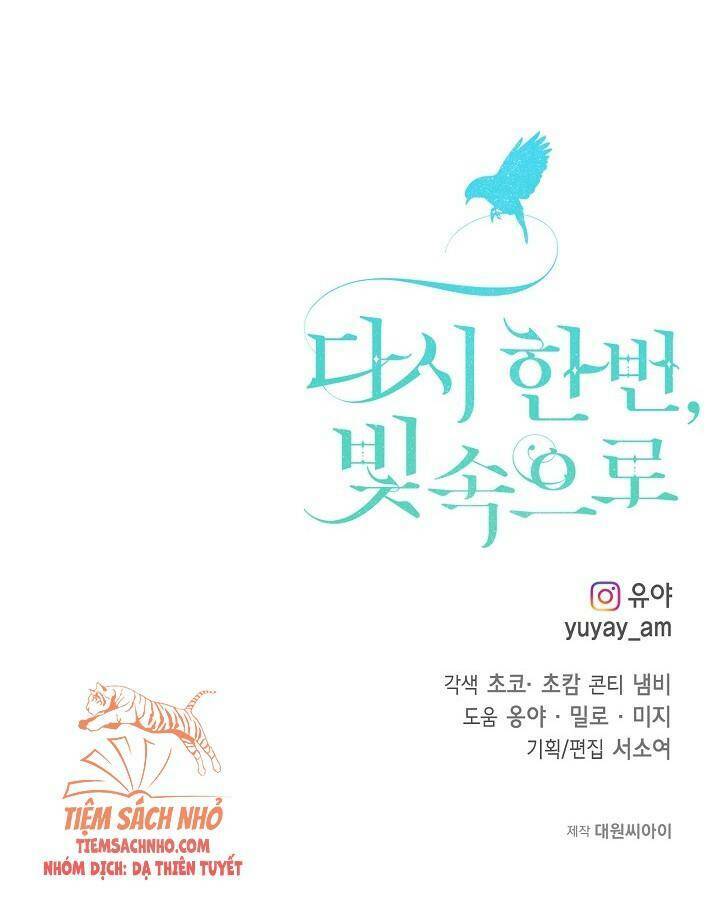 다시 한번,
빛 속으로
유야
yuyay_am
각색 초코· 초캄 콘티 냄비
도움 옹야 · 밀로 · 미지
기획/편집 서소여
제작 대원씨아이
TIỆM SÁCH NHỎ
TIEMSACHNHO.COM
NHÓM DỊCH: DẠ THIÊN TUYẾT